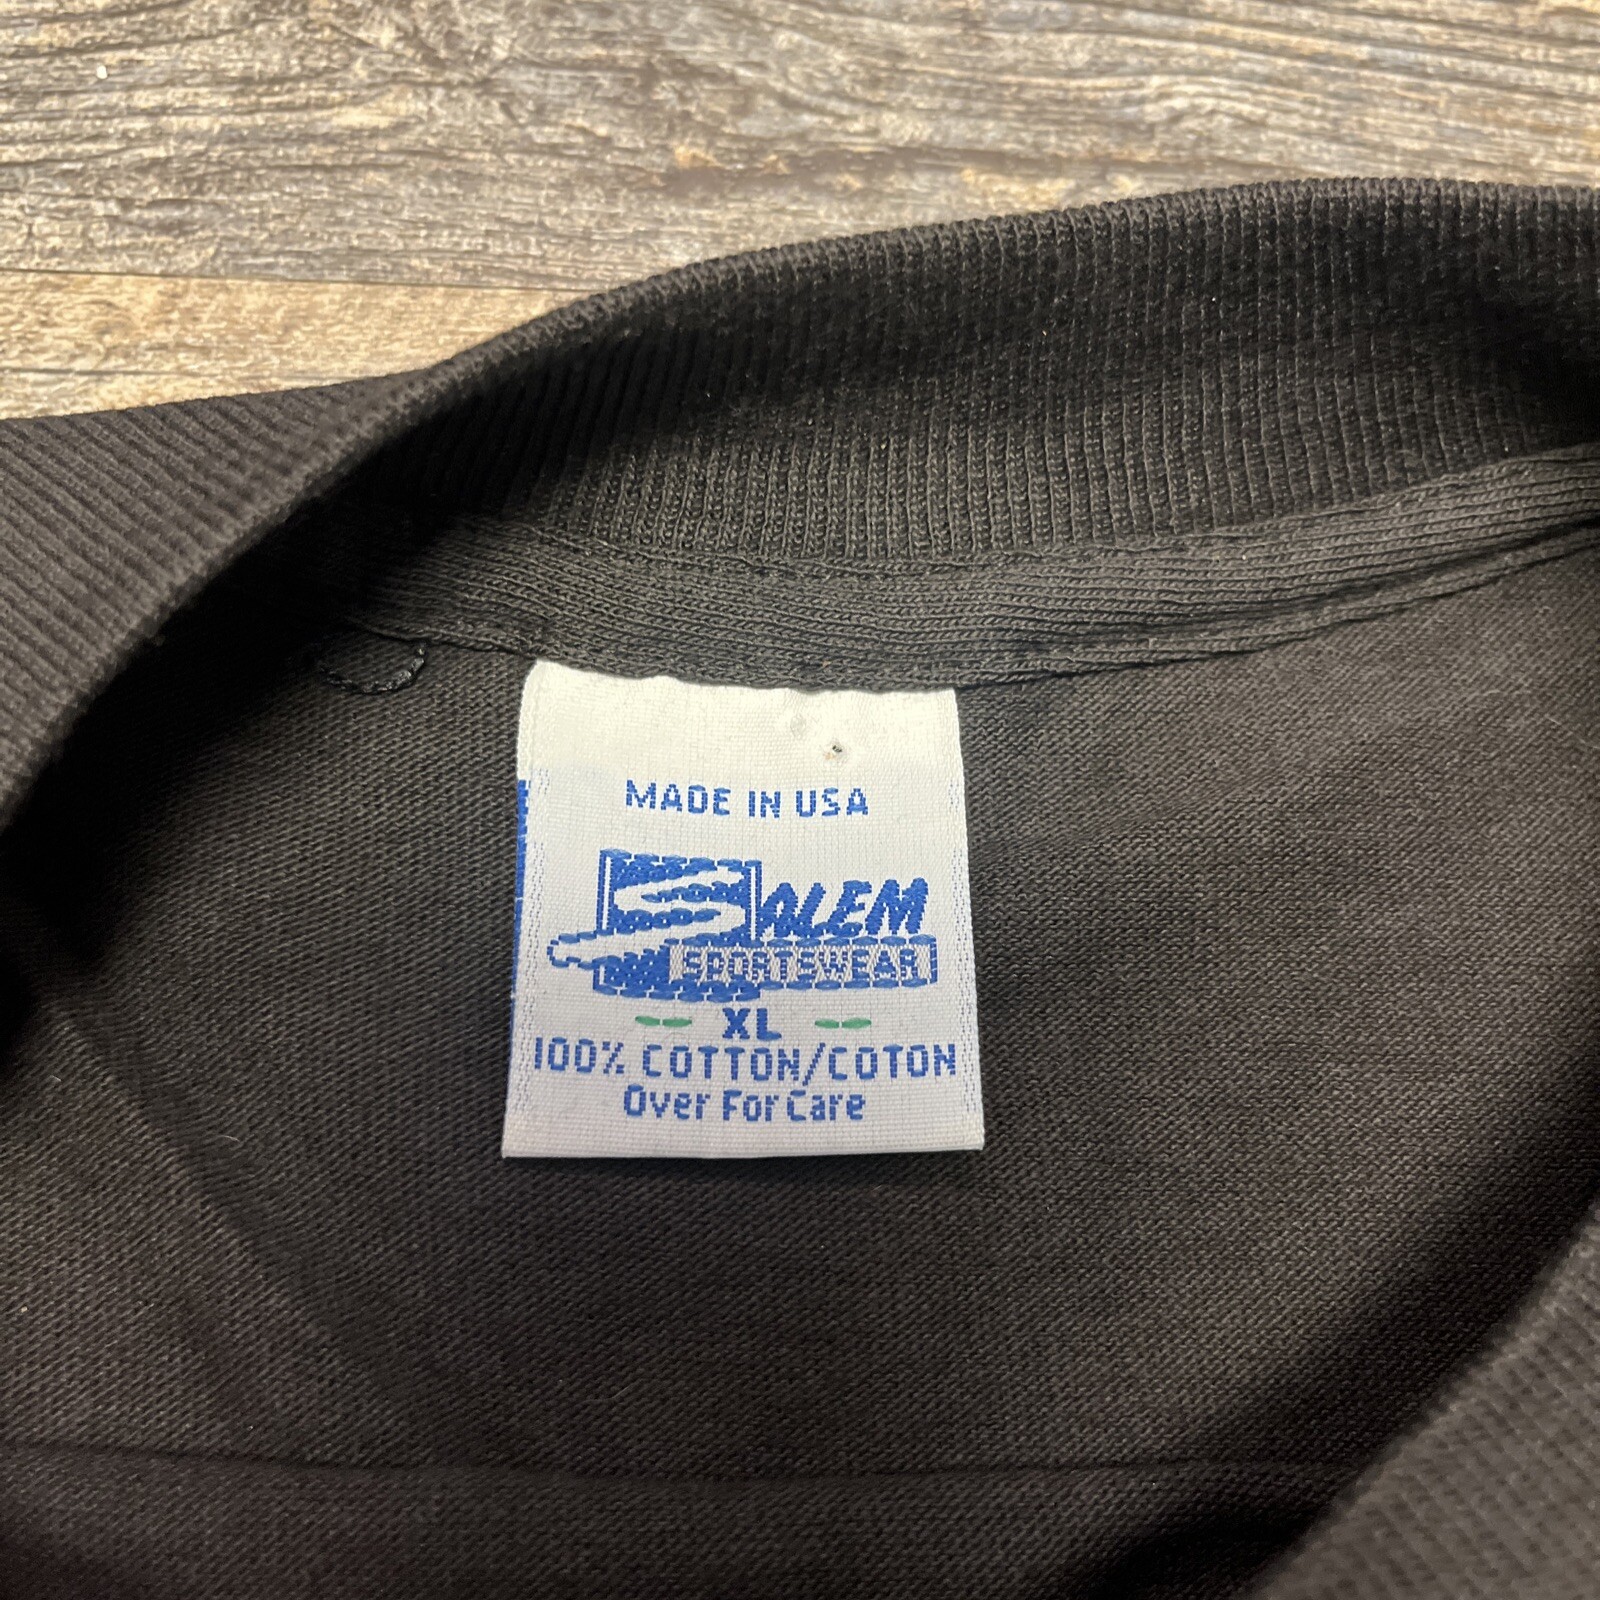 MADE IN USA
SALEM
SPORTSWEAR
XL
100% COTTON/COTON
Over For Care